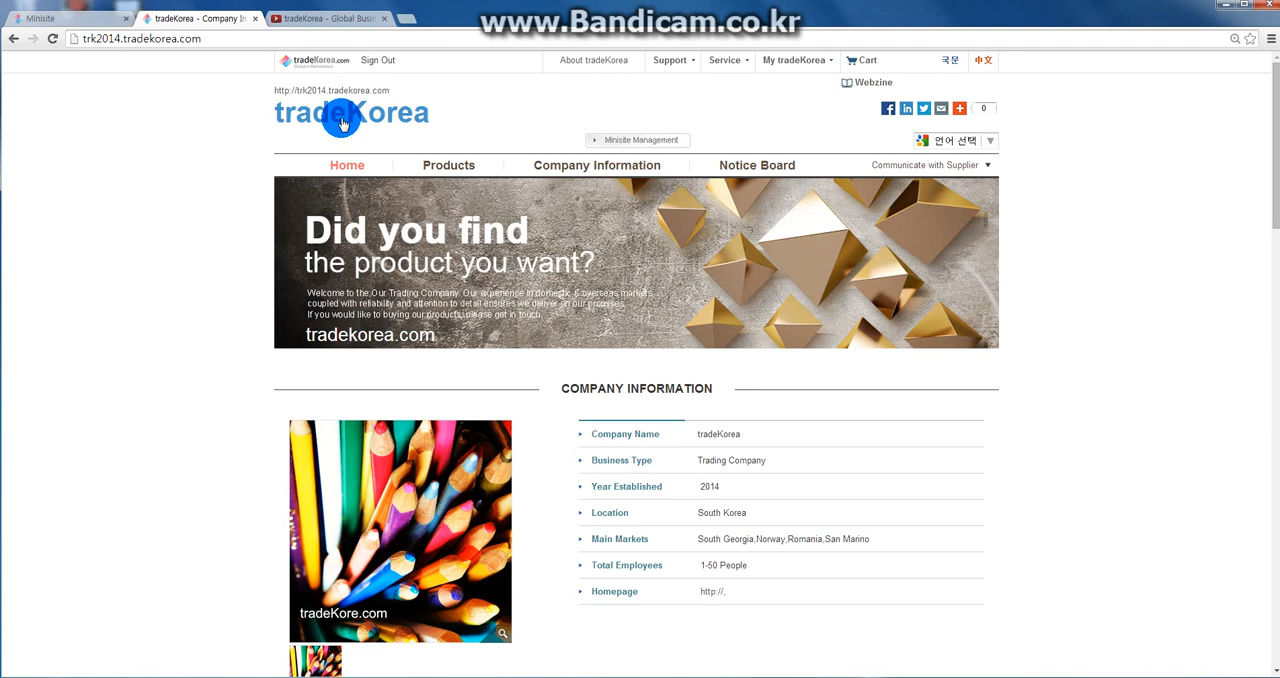 www.Bandicam.co.kr
Minisite
tradeKorea - Company In
tradeKorea - Global Busin
trk2014.tradekorea.com
tradeKorea.com
Sign Out
About tradeKorea
Support
Service
My tradeKorea
Cart
국문
中文
Webzine
http://trk2014.tradekorea.com
tradeKorea
0
Minisite Management
언어 선택
Home
Products
Company Information
Notice Board
Communicate with Supplier
Did you find
the product you want?
Welcome to the Our Trading Company. Our experience in domestic & overseas markets
coupled with reliability and attention to detail ensures we deliver on our promises.
If you would like to buying our products, please get in touch.
tradekorea.com
COMPANY INFORMATION
Company Name tradeKorea
Business Type Trading Company
Year Established 2014
Location South Korea
Main Markets South Georgia,Norway,Romania,San Marino
Total Employees 1-50 People
Homepage http://,
tradeKore.com